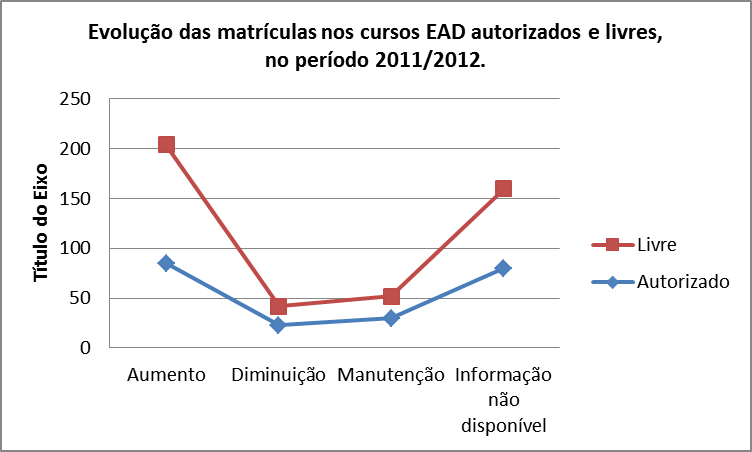 Evolução das matrículas nos cursos EAD autorizados e livres,
no período 2011/2012.
Título do Eixo
250
200
150
100
50
0
Aumento
Diminuição
Manutenção
Informação
não
disponível
Livre
Autorizado